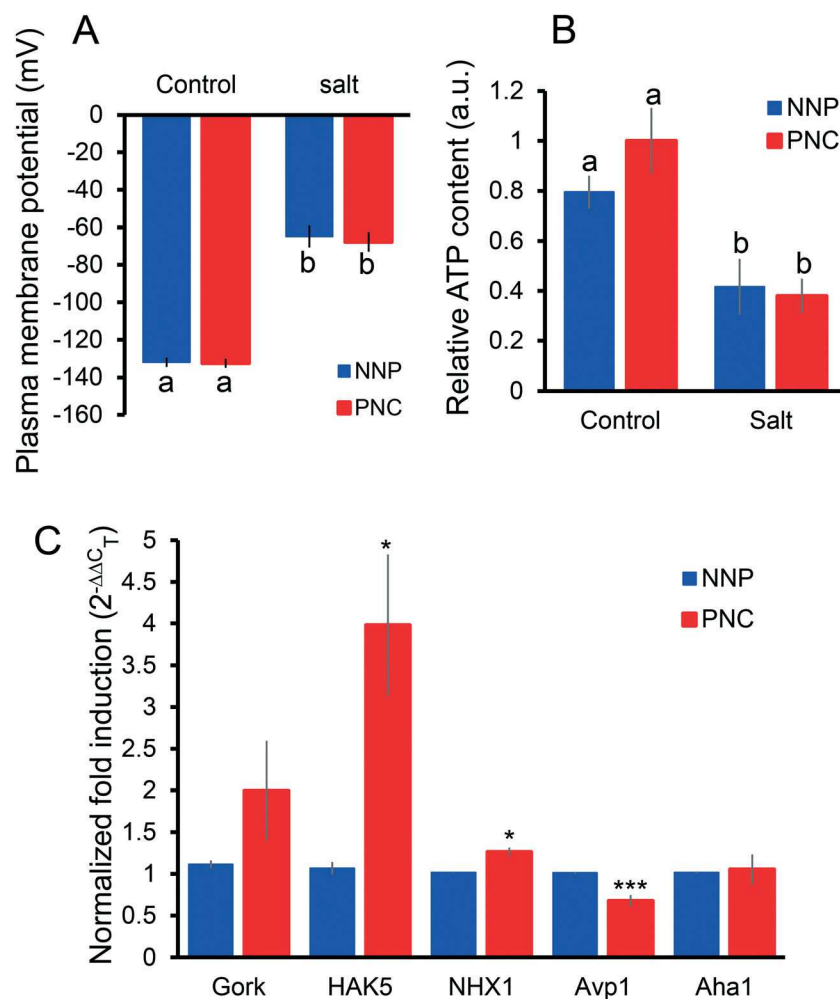 A
Plasma membrane potential (mV)
Control salt
0
-20
-40
-60
-80
-100
-120
-140
-160
a a b b
NNP
PNC
B
Relative ATP content (a.u.)
1.2
1
0.8
0.6
0.4
0.2
0
a a b b
NNP
PNC
Control Salt
C
Normalized fold induction (2-ΔΔCT)
5
4.5
4
3.5
3
2.5
2
1.5
1
0.5
0
* * ***
NNP
PNC
Gork HAK5 NHX1 Avp1 Aha1